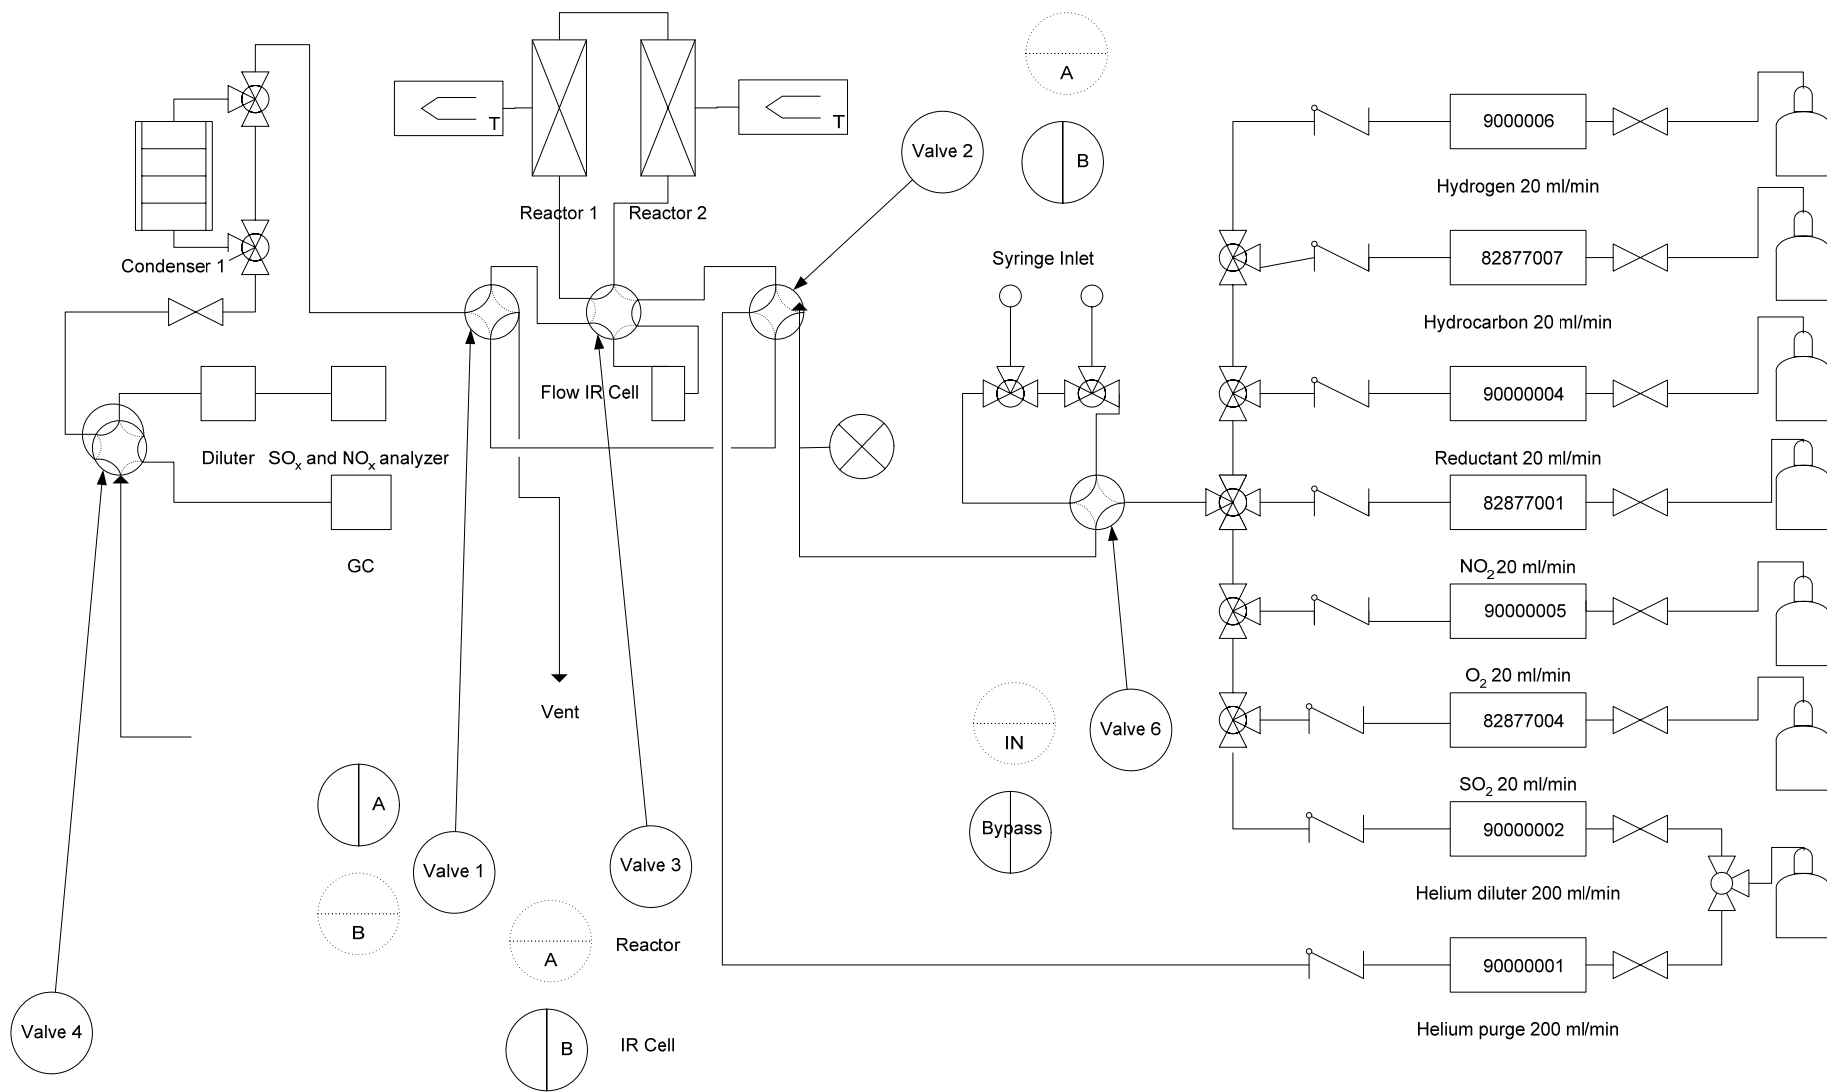 A
T
T
Valve 2
B
9000006
Hydrogen 20 ml/min
Reactor 1
Reactor 2
Condenser 1
Syringe Inlet
82877007
Hydrocarbon 20 ml/min
Flow IR Cell
90000004
Diluter
SOx and NOx analyzer
Reductant 20 ml/min
82877001
GC
NO2 20 ml/min
90000005
O2 20 ml/min
Vent
IN
Valve 6
82877004
SO2 20 ml/min
A
Bypass
90000002
Valve 1
Valve 3
Helium diluter 200 ml/min
B
A
Reactor
90000001
Valve 4
B
IR Cell
Helium purge 200 ml/min